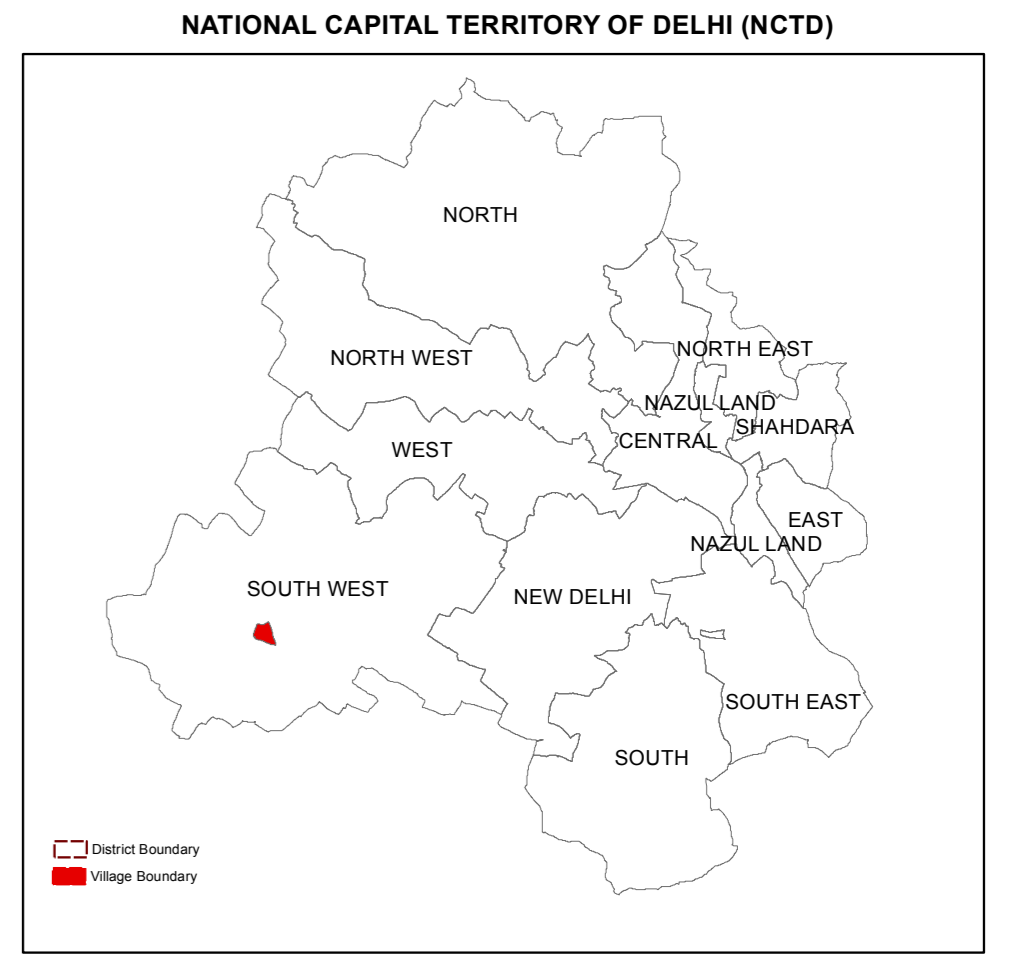 NATIONAL CAPITAL TERRITORY OF DELHI (NCTD)
NORTH
NORTH EAST
NORTH WEST
NAZUL LAND
SHAHDARA
CENTRAL
WEST
EAST
NAZUL LAND
SOUTH WEST
NEW DELHI
SOUTH EAST
SOUTH
District Boundary
Village Boundary